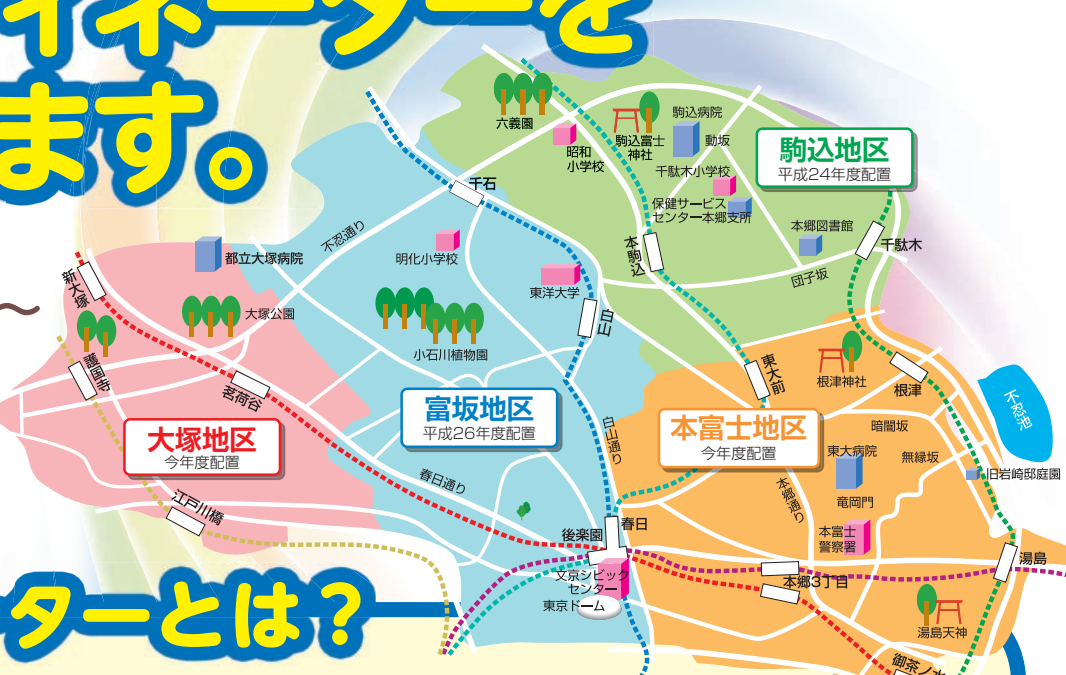 ィネーターを
ます。
六義園
昭和
小学校
駒込富士
神社
駒込病院
動坂
千駄木小学校
保健サービス
センター本郷支所
駒込地区
平成24年度配置
本郷図書館
千駄木
団子坂
本駒込
千石
不忍通り
明化小学校
東洋大学
白山
都立大塚病院
新大塚
大塚公園
護国寺
小石川植物園
茗荷谷
大塚地区
今年度配置
富坂地区
平成26年度配置
白山通り
春日通り
江戸川橋
東大前
根津神社
根津
不忍池
本富士地区
今年度配置
暗闇坂
東大病院
無縁坂
旧岩崎邸庭園
竜岡門
本郷通り
本富士
警察署
後楽園
春日
文京シビック
センター
東京ドーム
本郷3丁目
湯島
湯島天神
御茶ノ水
ターとは？